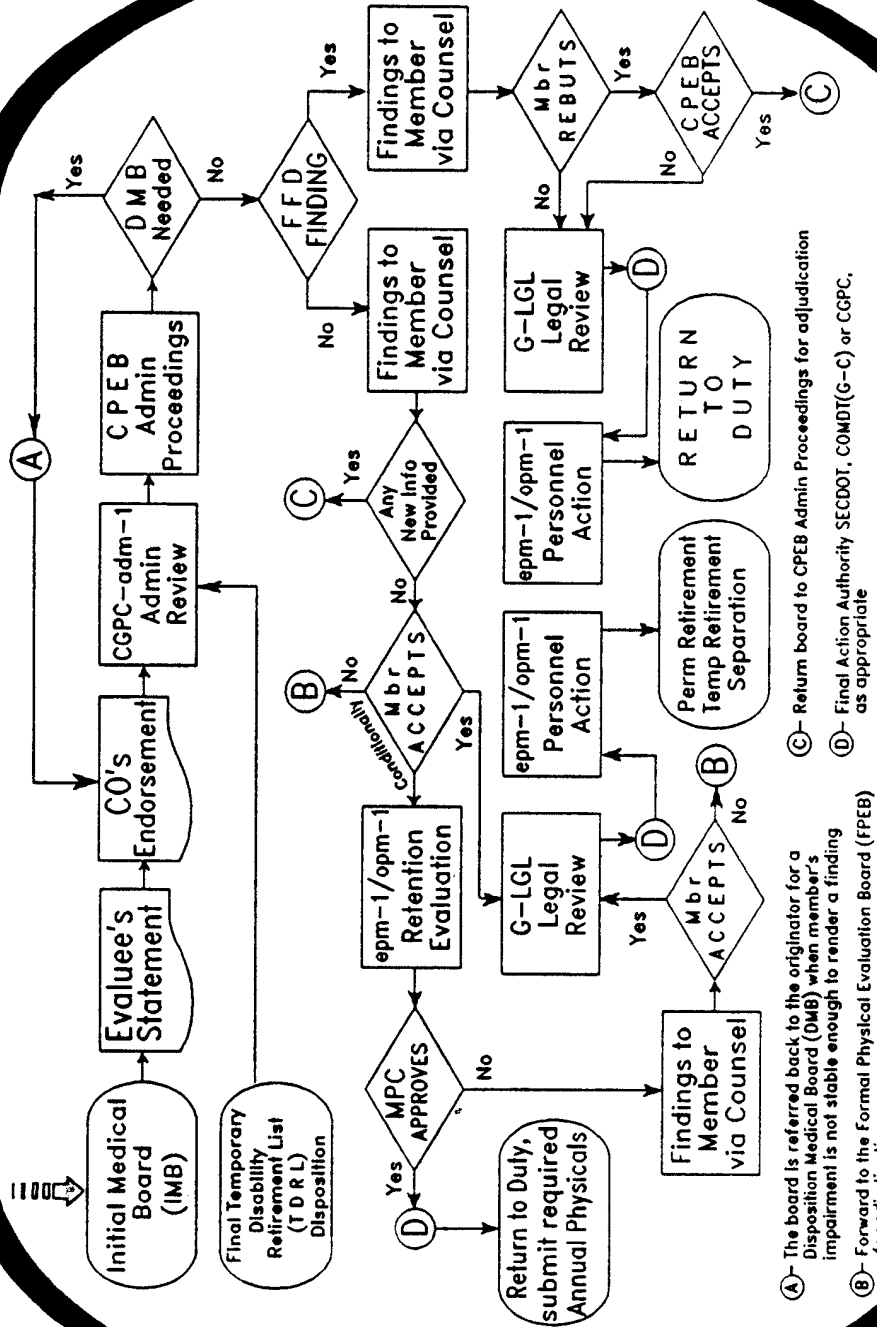 Initial Medical
Board
(IMB)
Evaluee's
Statement
CO's
Endorsement
CGPC-adm-1
Admin
Review
CPEB
Admin
Proceedings
DMB
Needed
Yes
No
A
Final Temporary
Disability
Retirement List
(TDRL)
Disposition
FFD
FINDING
Yes
No
Findings to
Member
via Counsel
Findings to
Member
via Counsel
Mbr
REBUTS
Yes
No
CPEB
ACCEPTS
No
Yes
C
Any
New Info
Provided
Yes
C
No
G-LGL
Legal
Review
D
Mbr
ACCEPTS
No
B
Conditionally
Yes
epm-1/opm-1
Personnel
Action
RETURN
TO
DUTY
epm-1/opm-1
Retention
Evaluation
G-LGL
Legal
Review
D
epm-1/opm-1
Personnel
Action
Perm Retirement
Temp Retirement
Separation
MPC
APPROVES
Yes
No
D
Return to Duty,
submit required
Annual Physicals
Findings to
Member
via Counsel
Mbr
ACCEPTS
Yes
No
B
A - The board is referred back to the originator for a
Disposition Medical Board (DMB) when member's
impairment is not stable enough to render a finding
B - Forward to the Formal Physical Evaluation Board (FPEB)
C - Return board to CPEB Admin Proceedings for adjudication
D - Final Action Authority SECDOT, COMDT(G-C) or CGPC,
as appropriate